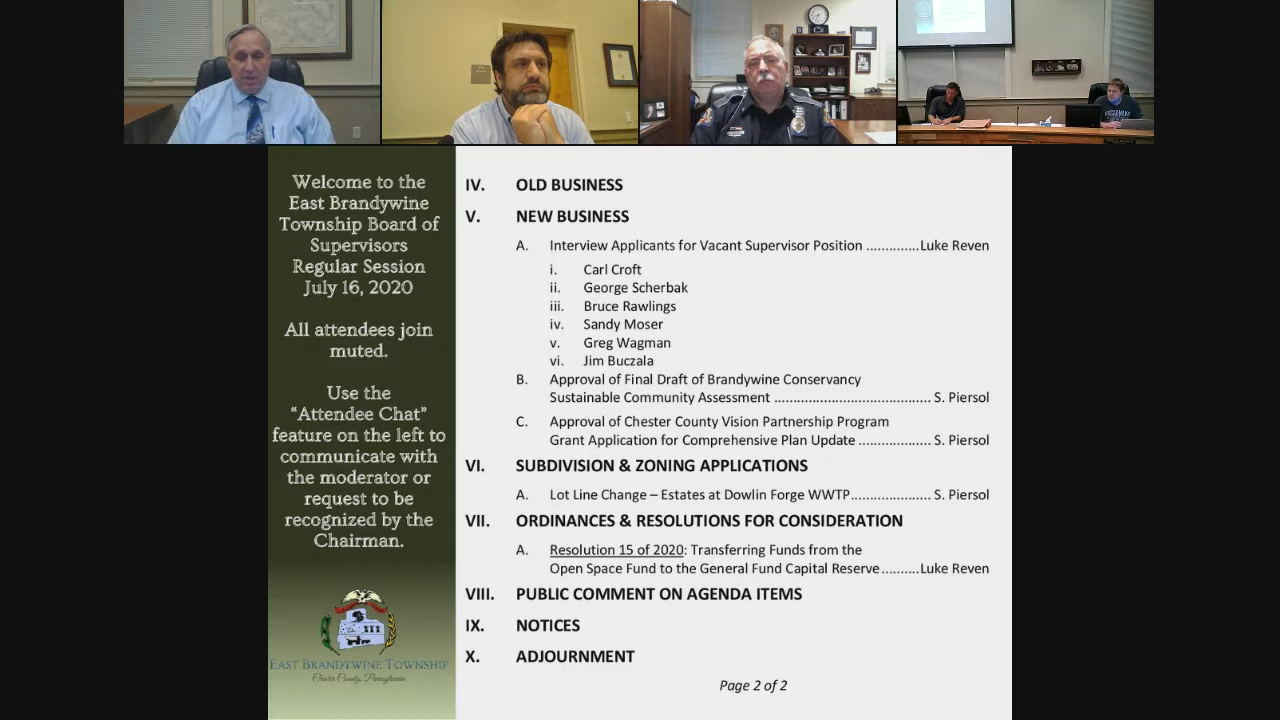 Welcome to the
East Brandywine
Township Board of
Supervisors
Regular Session
July 16, 2020
All attendees join
muted.
Use the
“Attendee Chat”
feature on the left to
communicate with
the moderator or
request to be
recognized by the
Chairman.
EAST BRANDYWINE TOWNSHIP
Chester County, Pennsylvania
IV. OLD BUSINESS
V. NEW BUSINESS
A. Interview Applicants for Vacant Supervisor Position ..............Luke Reven
i. Carl Croft
ii. George Scherbak
iii. Bruce Rawlings
iv. Sandy Moser
v. Greg Wagman
vi. Jim Buczala
B. Approval of Final Draft of Brandywine Conservancy
Sustainable Community Assessment ........................................ S. Piersol
C. Approval of Chester County Vision Partnership Program
Grant Application for Comprehensive Plan Update ................... S. Piersol
VI. SUBDIVISION & ZONING APPLICATIONS
A. Lot Line Change – Estates at Dowlin Forge WWTP..................... S. Piersol
VII. ORDINANCES & RESOLUTIONS FOR CONSIDERATION
A. Resolution 15 of 2020: Transferring Funds from the
Open Space Fund to the General Fund Capital Reserve..........Luke Reven
VIII. PUBLIC COMMENT ON AGENDA ITEMS
IX. NOTICES
X. ADJOURNMENT
Page 2 of 2